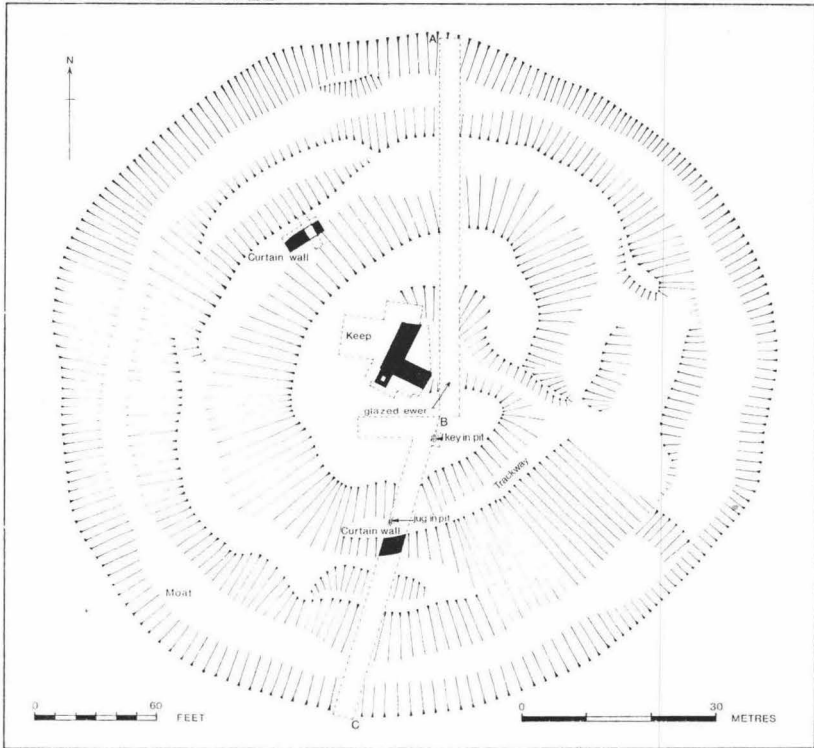 A
N
Curtain wall
Keep
glazed ewer
B
key in pit
Trackway
jug in pit
Curtain wall
Moat
0 60 FEET
0 30 METRES
C